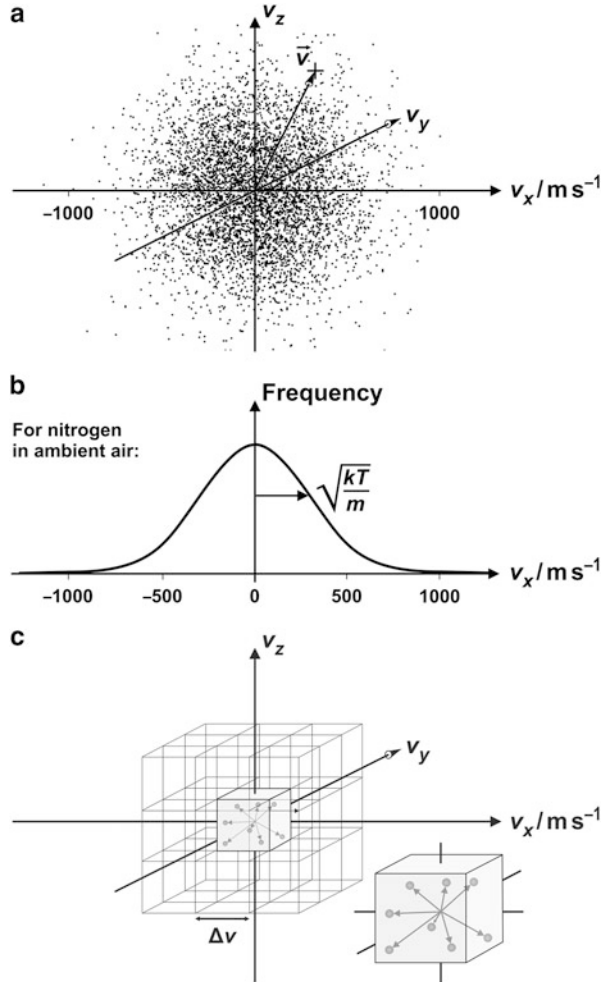 a
v_z
v⃗
v_y
−1000
1000
v_x / m s⁻¹
b
Frequency
For nitrogen
in ambient air:
√(kT/m)
−1000
−500
0
500
1000
v_x / m s⁻¹
c
v_z
v_y
v_x / m s⁻¹
Δv